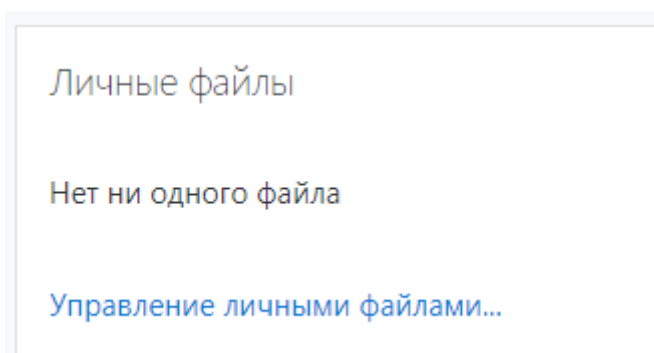 Личные файлы
Нет ни одного файла
Управление личными файлами...